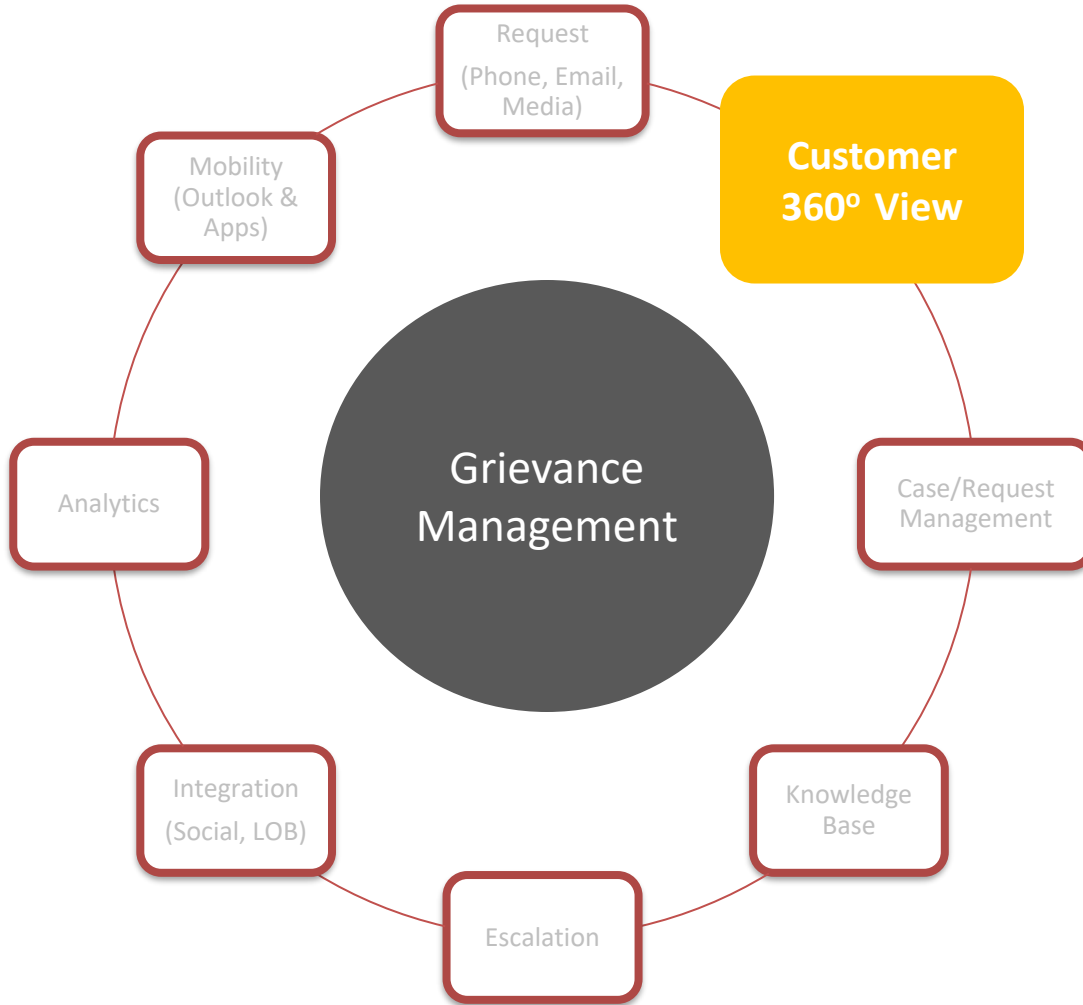 Request
(Phone, Email,
Media)
Customer
360º View
Mobility
(Outlook &
Apps)
Grievance
Management
Analytics
Case/Request
Management
Integration
(Social, LOB)
Knowledge
Base
Escalation